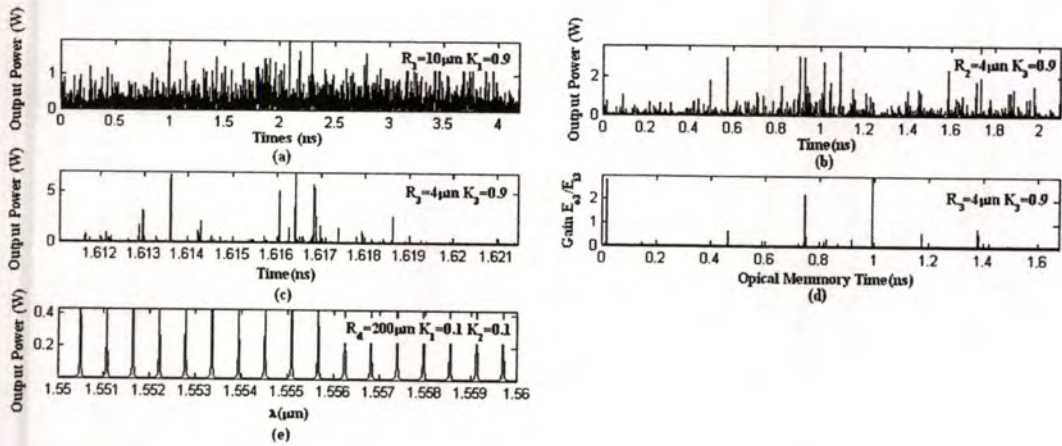 Output Power (W)
1
0
R₁=10μm K₁=0.9
0 0.5 1 1.5 2 2.5 3 3.5 4
Times (ns)
(a)
Output Power (W)
2
0
R₂=4μm K₃=0.9
0 0.2 0.4 0.6 0.8 1 1.2 1.4 1.6 1.8 2
Time(ns)
(b)
Output Power (W)
5
0
R₃=4μm K₃=0.9
1.612 1.613 1.614 1.615 1.616 1.617 1.618 1.619 1.62 1.621
Time(ns)
(c)
Gain
2
1
0
R₃=4μm K₃=0.9
0 0.2 0.4 0.6 0.8 1 1.2 1.4 1.6
Opical Memmory Time(ns)
(d)
Output Power (W)
0.4
0.2
R_d=200μm K₁=0.1 K₂=0.1
1.55 1.551 1.552 1.553 1.554 1.555 1.556 1.557 1.558 1.559 1.56
λ(μm)
(e)